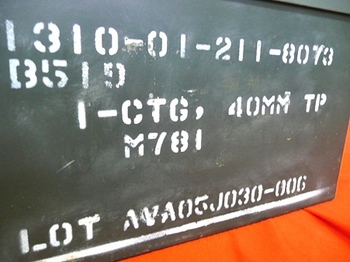 1310-01-211-8073
B519
1-CTG, 40MM TP
M781
LOT AVA05J030-006